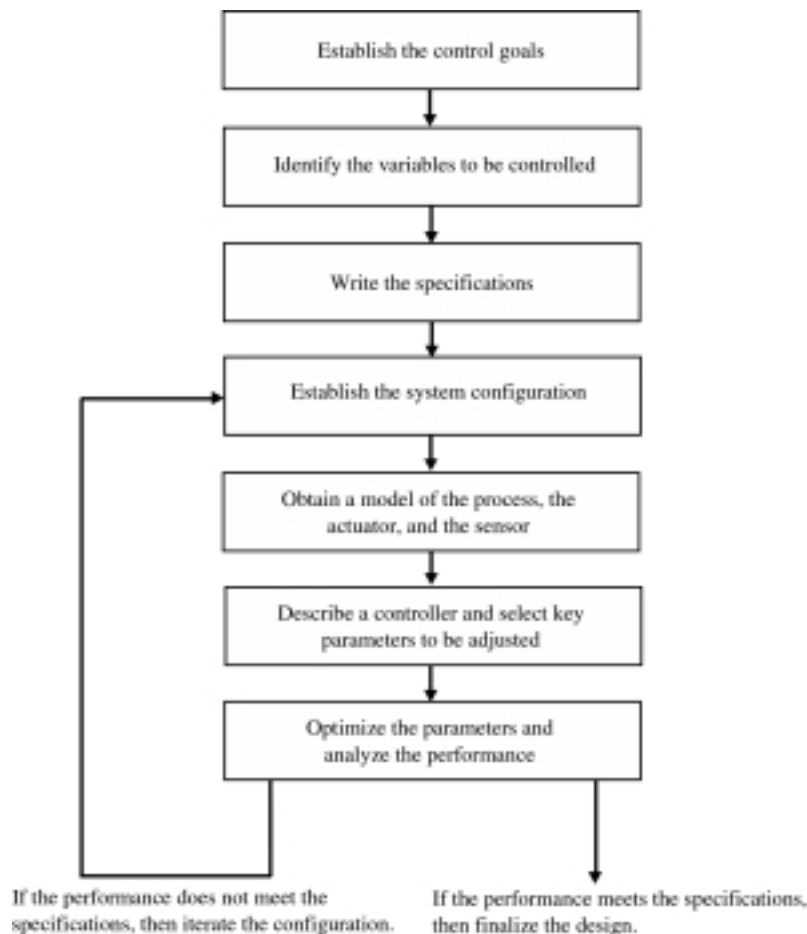 Establish the control goals
Identify the variables to be controlled
Write the specifications
Establish the system configuration
Obtain a model of the process, the
actuator, and the sensor
Describe a controller and select key
parameters to be adjusted
Optimize the parameters and
analyze the performance
If the performance does not meet the
specifications, then iterate the configuration.
If the performance meets the specifications,
then finalize the design.